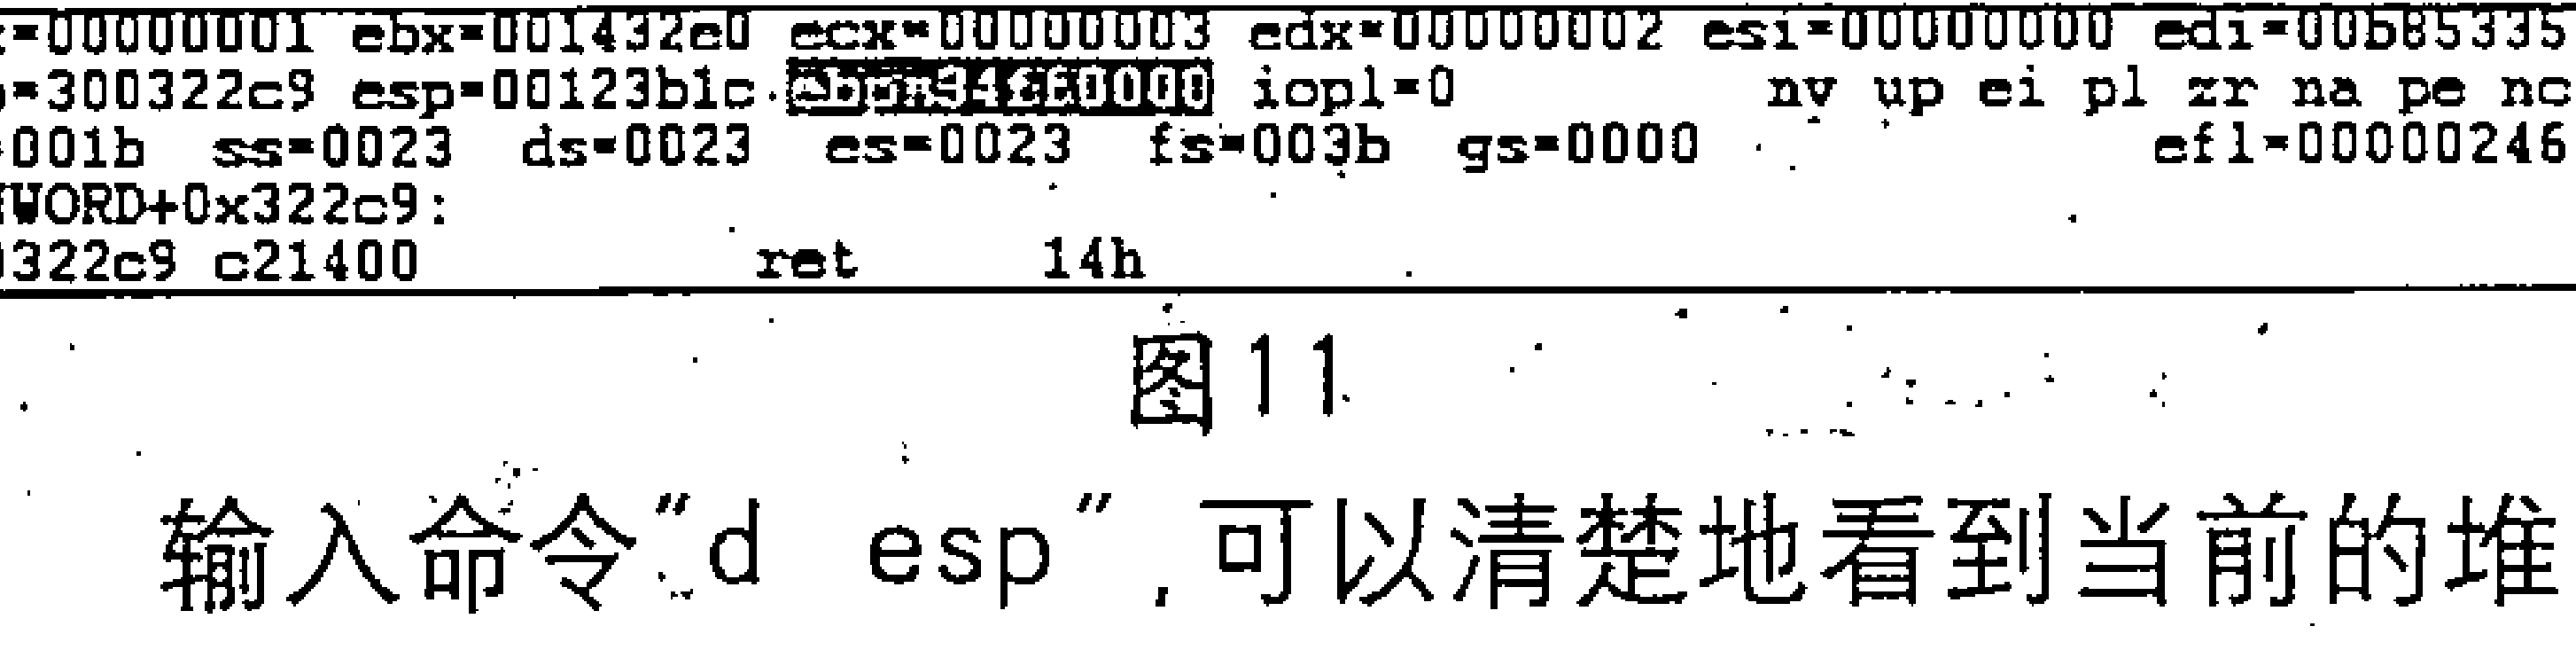 =00000001 ebx=001432e0 ecx=00000003 edx=00000002 esi=00000000 edi=00b85335
=300322c9 esp=00123b1c iopl=0 nv up ei pl zr na pe nc
=001b ss=0023 ds=0023 es=0023 fs=003b gs=0000 efl=00000246
WORD+0x322c9:
322c9 c21400 ret 14h
图11
输入命令"d esp",可以清楚地看到当前的堆